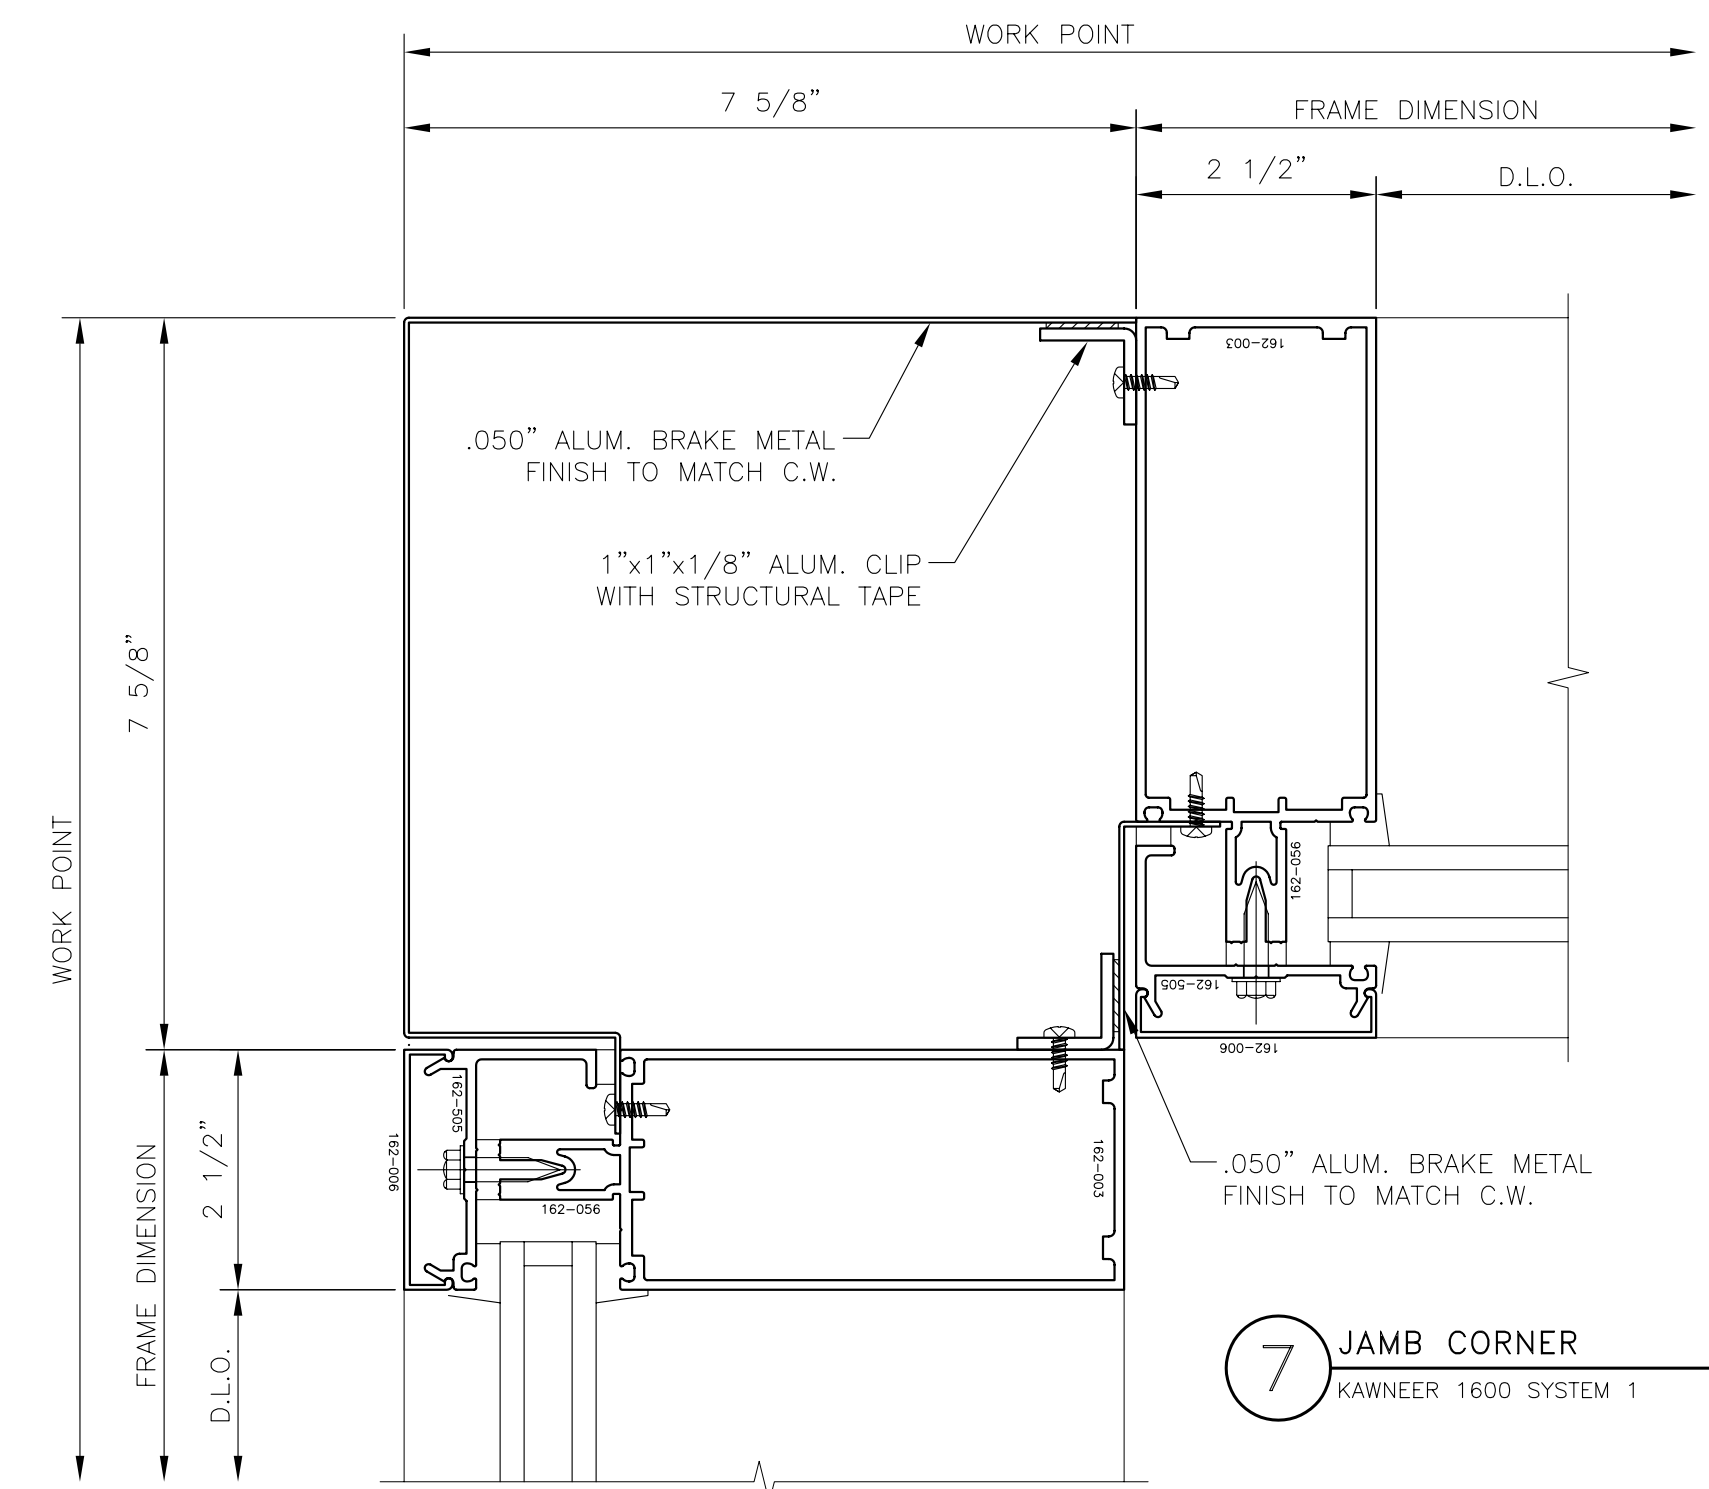 WORK POINT
7 5/8"
FRAME DIMENSION
2 1/2"
D.L.O.
162-003
.050" ALUM. BRAKE METAL
FINISH TO MATCH C.W.
1"x1"x1/8" ALUM. CLIP
WITH STRUCTURAL TAPE
7 5/8"
WORK POINT
162-056
162-505
162-006
162-505
162-006
162-056
162-003
2 1/2"
FRAME DIMENSION
D.L.O.
.050" ALUM. BRAKE METAL
FINISH TO MATCH C.W.
7
JAMB CORNER
KAWNEER 1600 SYSTEM 1